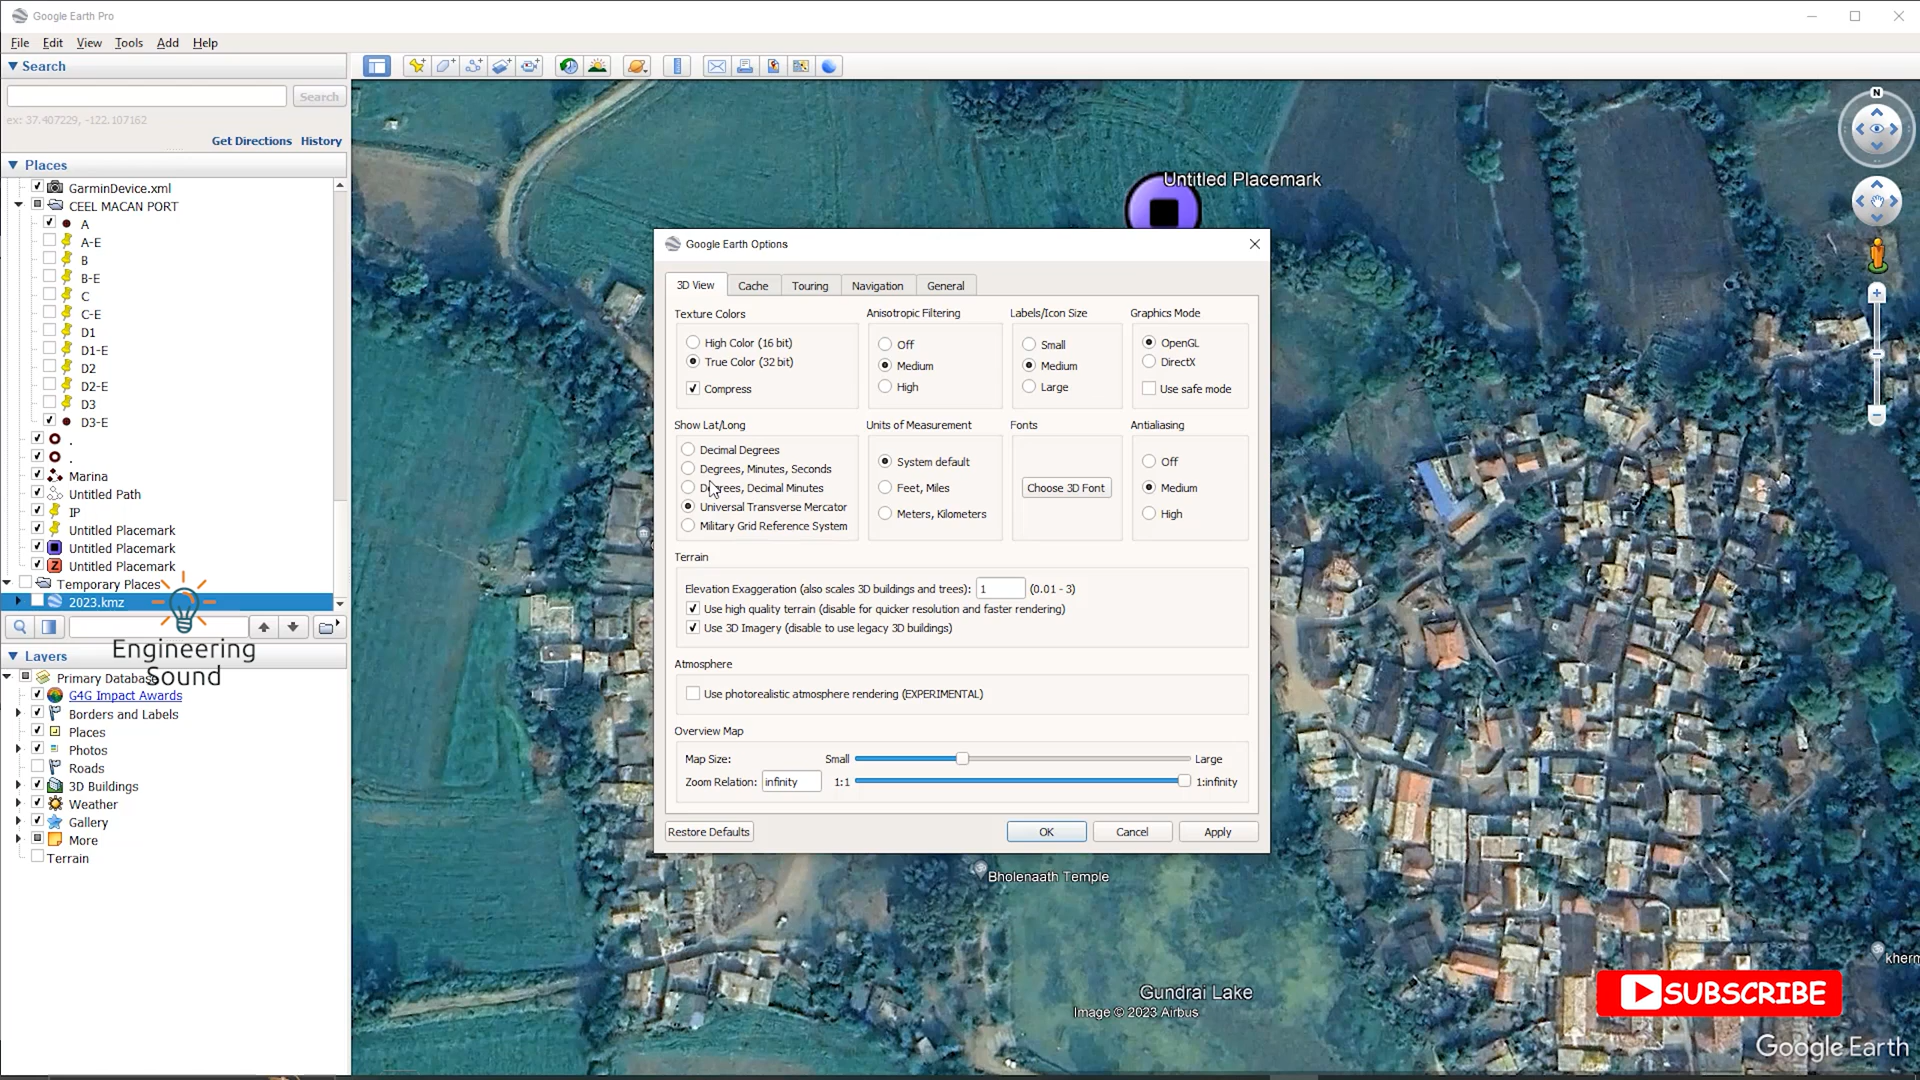 Google Earth Pro
File Edit View Tools Add Help
Search
Search
ex: 37.407229, -122.107162
Get Directions History
Places
GarminDevice.xml
CEEL MACAN PORT
A
A-E
B
B-E
C
C-E
D1
D1-E
D2
D2-E
D3
D3-E
.
.
Marina
Untitled Path
IP
Untitled Placemark
Untitled Placemark
Z Untitled Placemark
Temporary Places
2023.kmz
Engineering
Sound
Layers
Primary Database
G4G Impact Awards
Borders and Labels
Places
Photos
Roads
3D Buildings
Weather
Gallery
More
Terrain
Untitled Placemark
N
Google Earth Options
3D View Cache Touring Navigation General
Texture Colors
High Color (16 bit)
True Color (32 bit)
Compress
Anisotropic Filtering
Off
Medium
High
Labels/Icon Size
Small
Medium
Large
Graphics Mode
OpenGL
DirectX
Use safe mode
Show Lat/Long
Decimal Degrees
Degrees, Minutes, Seconds
Degrees, Decimal Minutes
Universal Transverse Mercator
Military Grid Reference System
Units of Measurement
System default
Feet, Miles
Meters, Kilometers
Fonts
Choose 3D Font
Antialiasing
Off
Medium
High
Terrain
Elevation Exaggeration (also scales 3D buildings and trees): 1 (0.01 - 3)
Use high quality terrain (disable for quicker resolution and faster rendering)
Use 3D Imagery (disable to use legacy 3D buildings)
Atmosphere
Use photorealistic atmosphere rendering (EXPERIMENTAL)
Overview Map
Map Size: Small Large
Zoom Relation: infinity 1:1 1:infinity
Restore Defaults OK Cancel Apply
Bholenaath Temple
Gundrai Lake
Image © 2023 Airbus
kherm
SUBSCRIBE
Google Earth